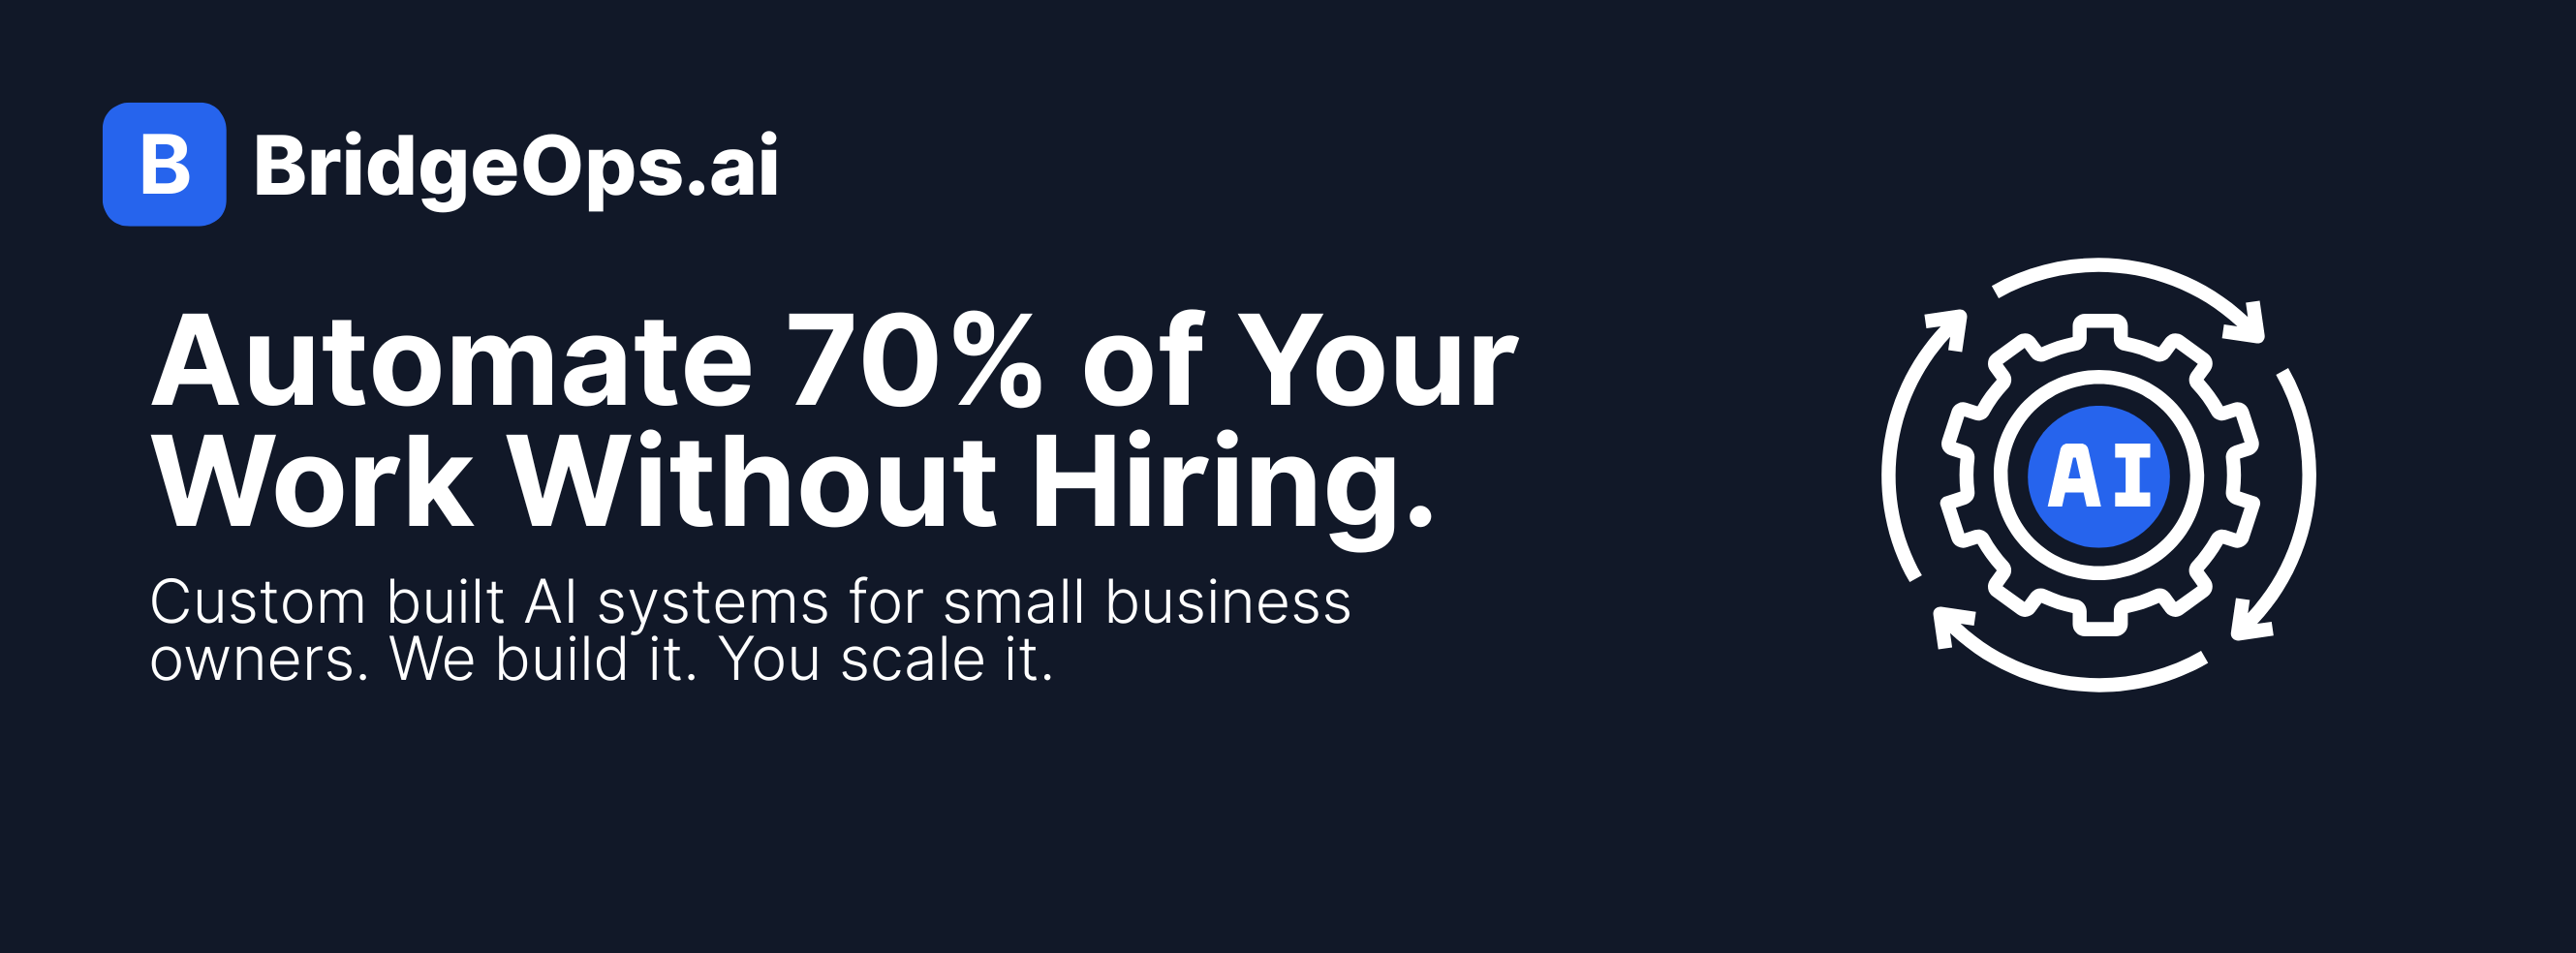 B BridgeOps.ai
Automate 70% of Your
Work Without Hiring.
Custom built AI systems for small business
owners. We build it. You scale it.
AI